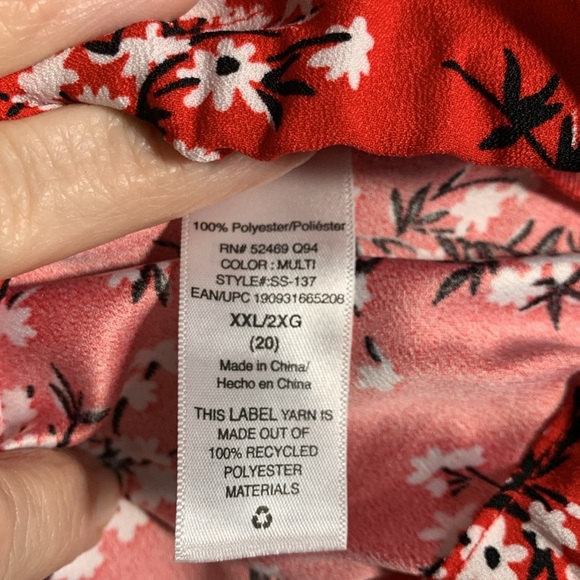 100% Polyester/Poliéster
RN# 52469 Q94
COLOR : MULTI
STYLE#:SS-137
EAN/UPC 190931665206
XXL/2XG
(20)
Made in China/
Hecho en China
THIS LABEL YARN IS
MADE OUT OF
100% RECYCLED
POLYESTER
MATERIALS